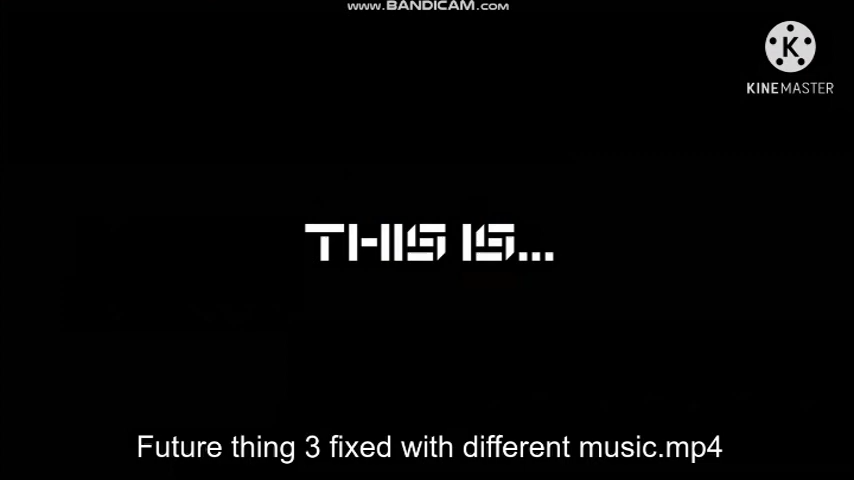 www.BANDICAM.com
K
KINEMASTER
THIS IS...
Future thing 3 fixed with different music.mp4